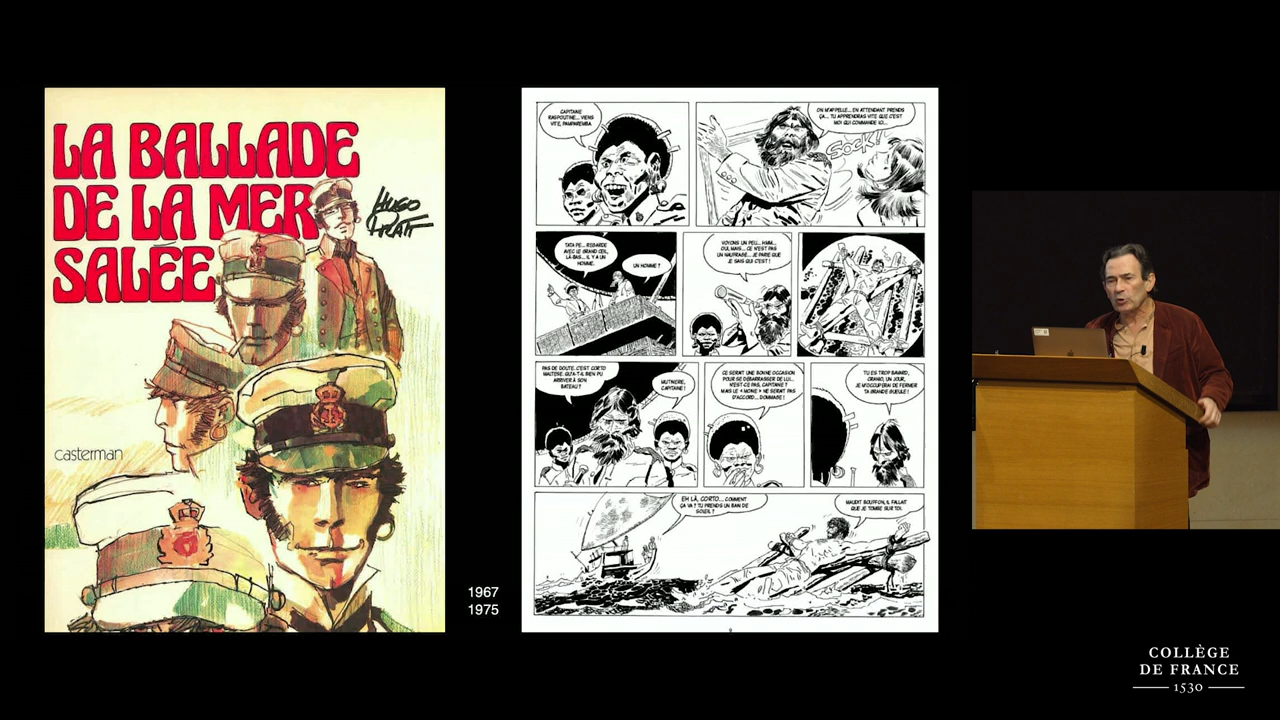 LA BALLADE
DE LA MER
SALÉE
HUGO
PRATT
casterman
1967
1975
CAPITAINE
RASPOUTINE... VIENS
VITE, PAMPAREMBA.
ON M'APPELLE... EN ATTENDANT PRENDS
ÇA... TU APPRENDRAS VITE QUE C'EST
MOI QUI COMMANDE ICI...
SOCK!
TATA PE... REGARDE
AVEC LE GRAND ŒIL,
LÀ-BAS... IL Y A UN
HOMME.
UN HOMME ?
VOYONS UN PEU... HMM...
OUI, MAIS... CE N'EST PAS
UN NAUFRAGE... JE PARIE QUE
JE SAIS QUI C'EST !
PAS DE DOUTE. C'EST CORTO
MALTESE. QU'A-T-IL BIEN PU
ARRIVER À SON
BATEAU ?
MUTINERIE,
CAPITAINE !
CE SERAIT UNE BONNE OCCASION
POUR SE DÉBARRASSER DE LUI...
N'EST-CE PAS, CAPITAINE ?
MAIS LE « MOINE » NE SERAIT PAS
D'ACCORD... DOMMAGE !
TU ES TROP BAVARD,
CRANIO. UN JOUR,
JE M'OCCUPERAI DE FERMER
TA GRANDE GUEULE !
EH LÀ, CORTO... COMMENT
ÇA VA ? TU PRENDS UN BAIN DE
SOLEIL ?
MAUDIT BOUFFON, IL FALLAIT
QUE JE TOMBE SUR TOI.
9
COLLÈGE
DE FRANCE
1530